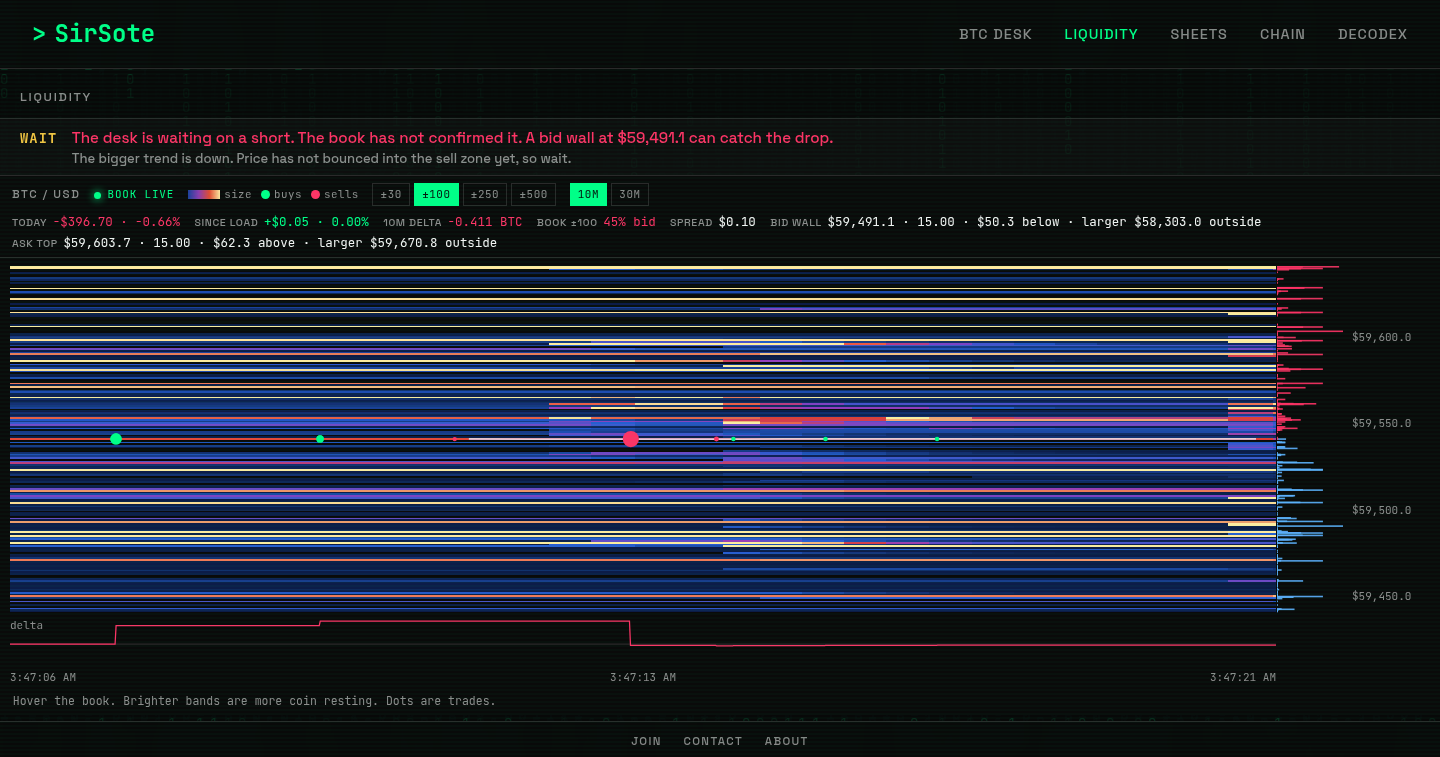 > SirSote
BTC DESK LIQUIDITY SHEETS CHAIN DECODEX
LIQUIDITY
WAIT The desk is waiting on a short. The book has not confirmed it. A bid wall at $59,491.1 can catch the drop.
The bigger trend is down. Price has not bounced into the sell zone yet, so wait.
BTC / USD BOOK LIVE size buys sells ±30 ±100 ±250 ±500 10M 30M
TODAY -$396.70 · -0.66% SINCE LOAD +$0.05 · 0.00% 10M DELTA -0.411 BTC BOOK ±100 45% bid SPREAD $0.10 BID WALL $59,491.1 · 15.00 · $50.3 below · larger $58,303.0 outside
ASK TOP $59,603.7 · 15.00 · $62.3 above · larger $59,670.8 outside
$59,600.0
$59,550.0
$59,500.0
$59,450.0
delta
3:47:06 AM 3:47:13 AM 3:47:21 AM
Hover the book. Brighter bands are more coin resting. Dots are trades.
JOIN CONTACT ABOUT